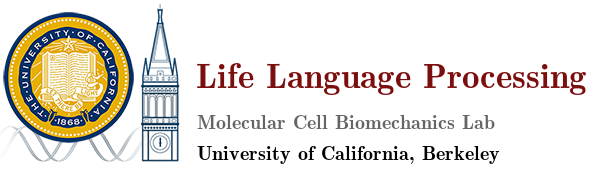 THE·UNIVERSITY·OF·CALIFORNIA·
·1868·
Life Language Processing
Molecular Cell Biomechanics Lab
University of California, Berkeley